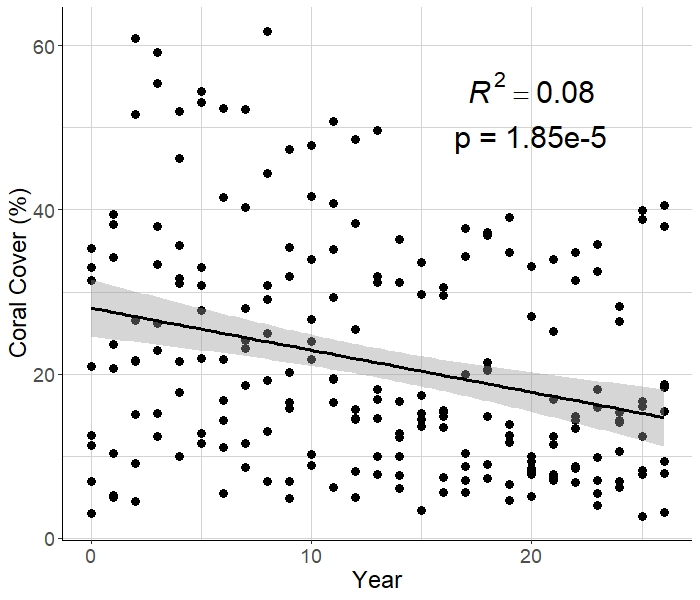 R² = 0.08
p = 1.85e-5
Coral Cover (%)
60
40
20
0
0 10 20
Year